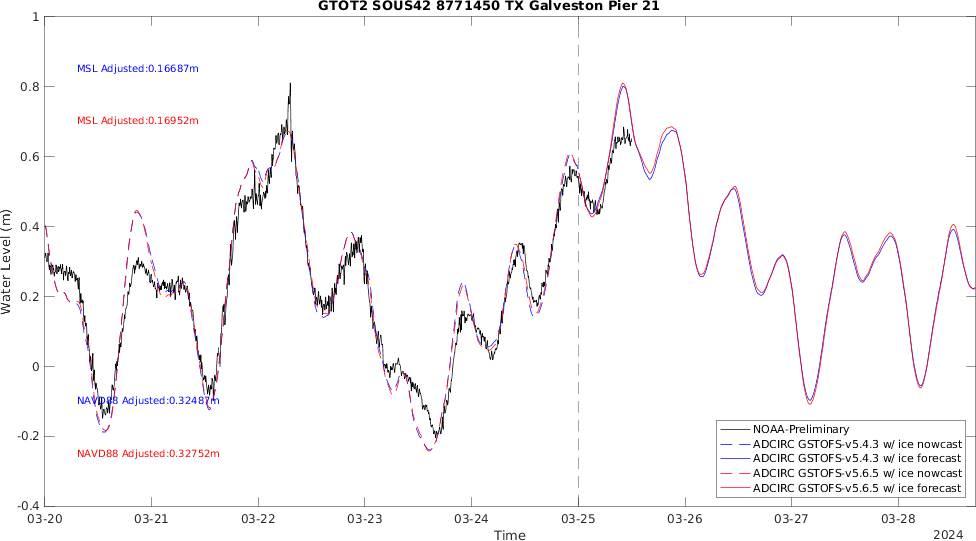 GTOT2 SOUS42 8771450 TX Galveston Pier 21
1
0.8
0.6
0.4
0.2
0
-0.2
-0.4
Water Level (m)
MSL Adjusted:0.16687m
MSL Adjusted:0.16952m
NAVD88 Adjusted:0.32487m
NAVD88 Adjusted:0.32752m
NOAA-Preliminary
ADCIRC GSTOFS-v5.4.3 w/ ice nowcast
ADCIRC GSTOFS-v5.4.3 w/ ice forecast
ADCIRC GSTOFS-v5.6.5 w/ ice nowcast
ADCIRC GSTOFS-v5.6.5 w/ ice forecast
03-20 03-21 03-22 03-23 03-24 03-25 03-26 03-27 03-28
Time
2024